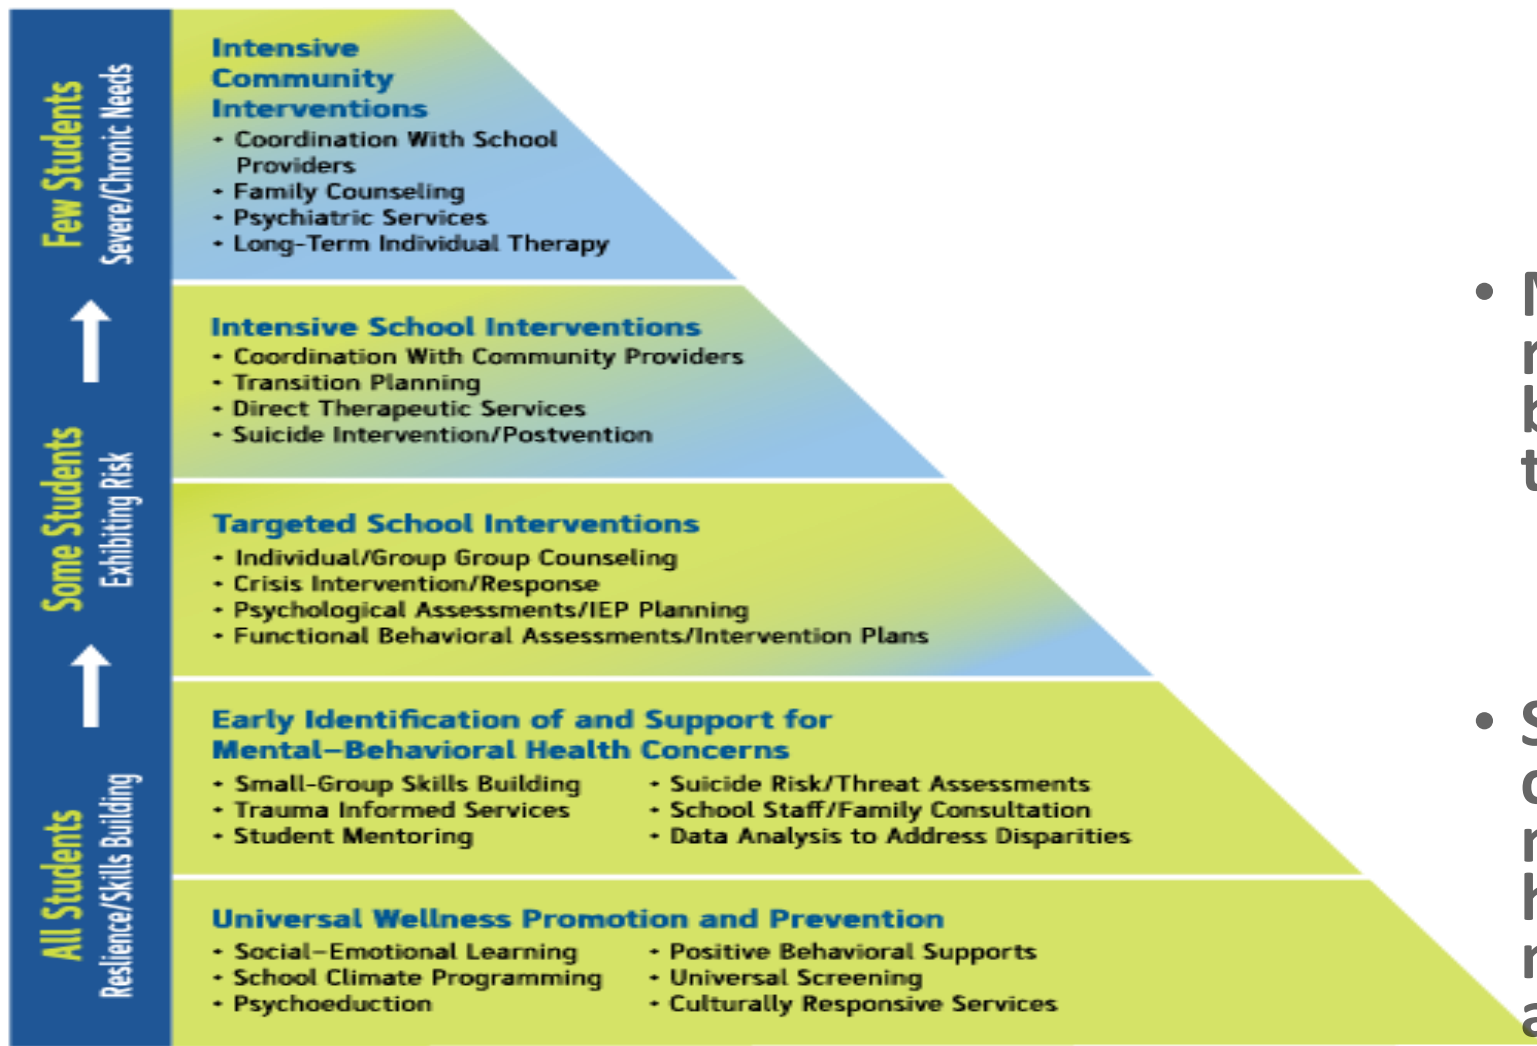 Few Students
Severe/Chronic Needs
Some Students
Exhibiting Risk
All Students
Reslience/Skills Building
Intensive
Community
Interventions
• Coordination With School
Providers
• Family Counseling
• Psychiatric Services
• Long-Term Individual Therapy
Intensive School Interventions
• Coordination With Community Providers
• Transition Planning
• Direct Therapeutic Services
• Suicide Intervention/Postvention
Targeted School Interventions
• Individual/Group Group Counseling
• Crisis Intervention/Response
• Psychological Assessments/IEP Planning
• Functional Behavioral Assessments/Intervention Plans
Early Identification of and Support for
Mental–Behavioral Health Concerns
• Small-Group Skills Building
• Trauma Informed Services
• Student Mentoring
• Suicide Risk/Threat Assessments
• School Staff/Family Consultation
• Data Analysis to Address Disparities
Universal Wellness Promotion and Prevention
• Social–Emotional Learning
• School Climate Programming
• Psychoeduction
• Positive Behavioral Supports
• Universal Screening
• Culturally Responsive Services